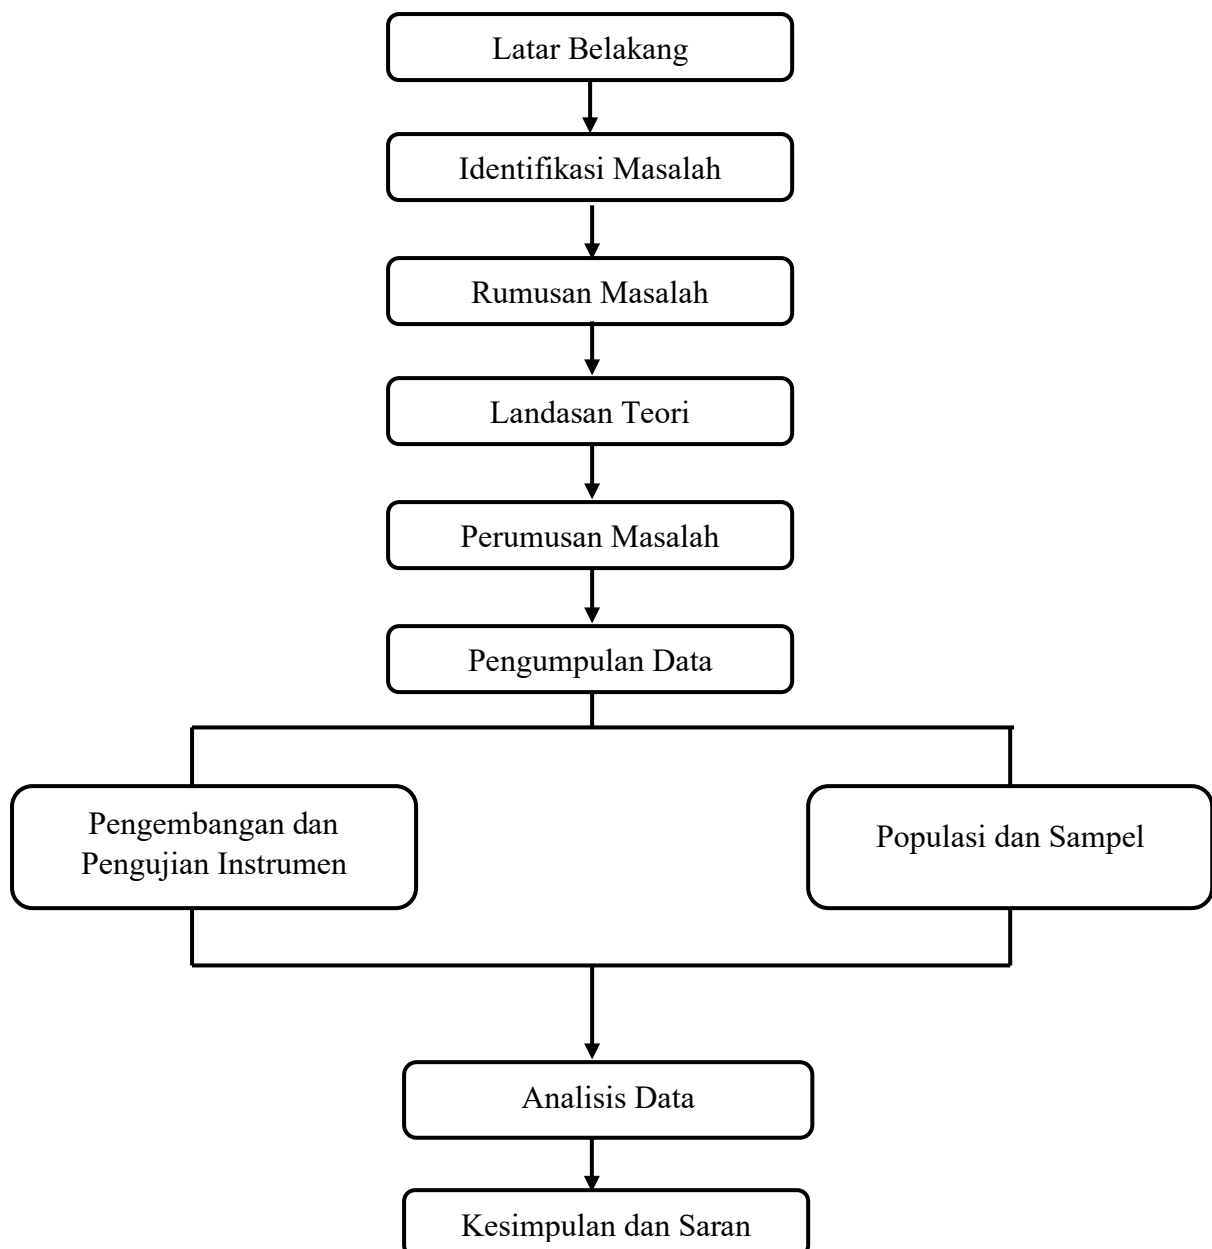 Latar Belakang
Identifikasi Masalah
Rumusan Masalah
Landasan Teori
Perumusan Masalah
Pengumpulan Data
Pengembangan dan
Pengujian Instrumen
Populasi dan Sampel
Analisis Data
Kesimpulan dan Saran